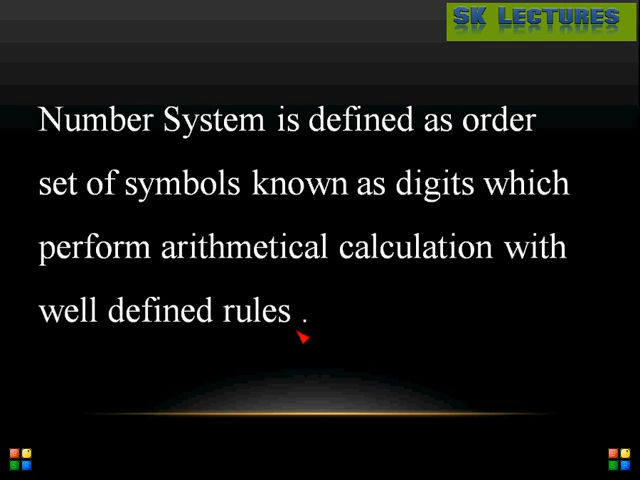 SK Lectures
Number System is defined as order
set of symbols known as digits which
perform arithmetical calculation with
well defined rules .